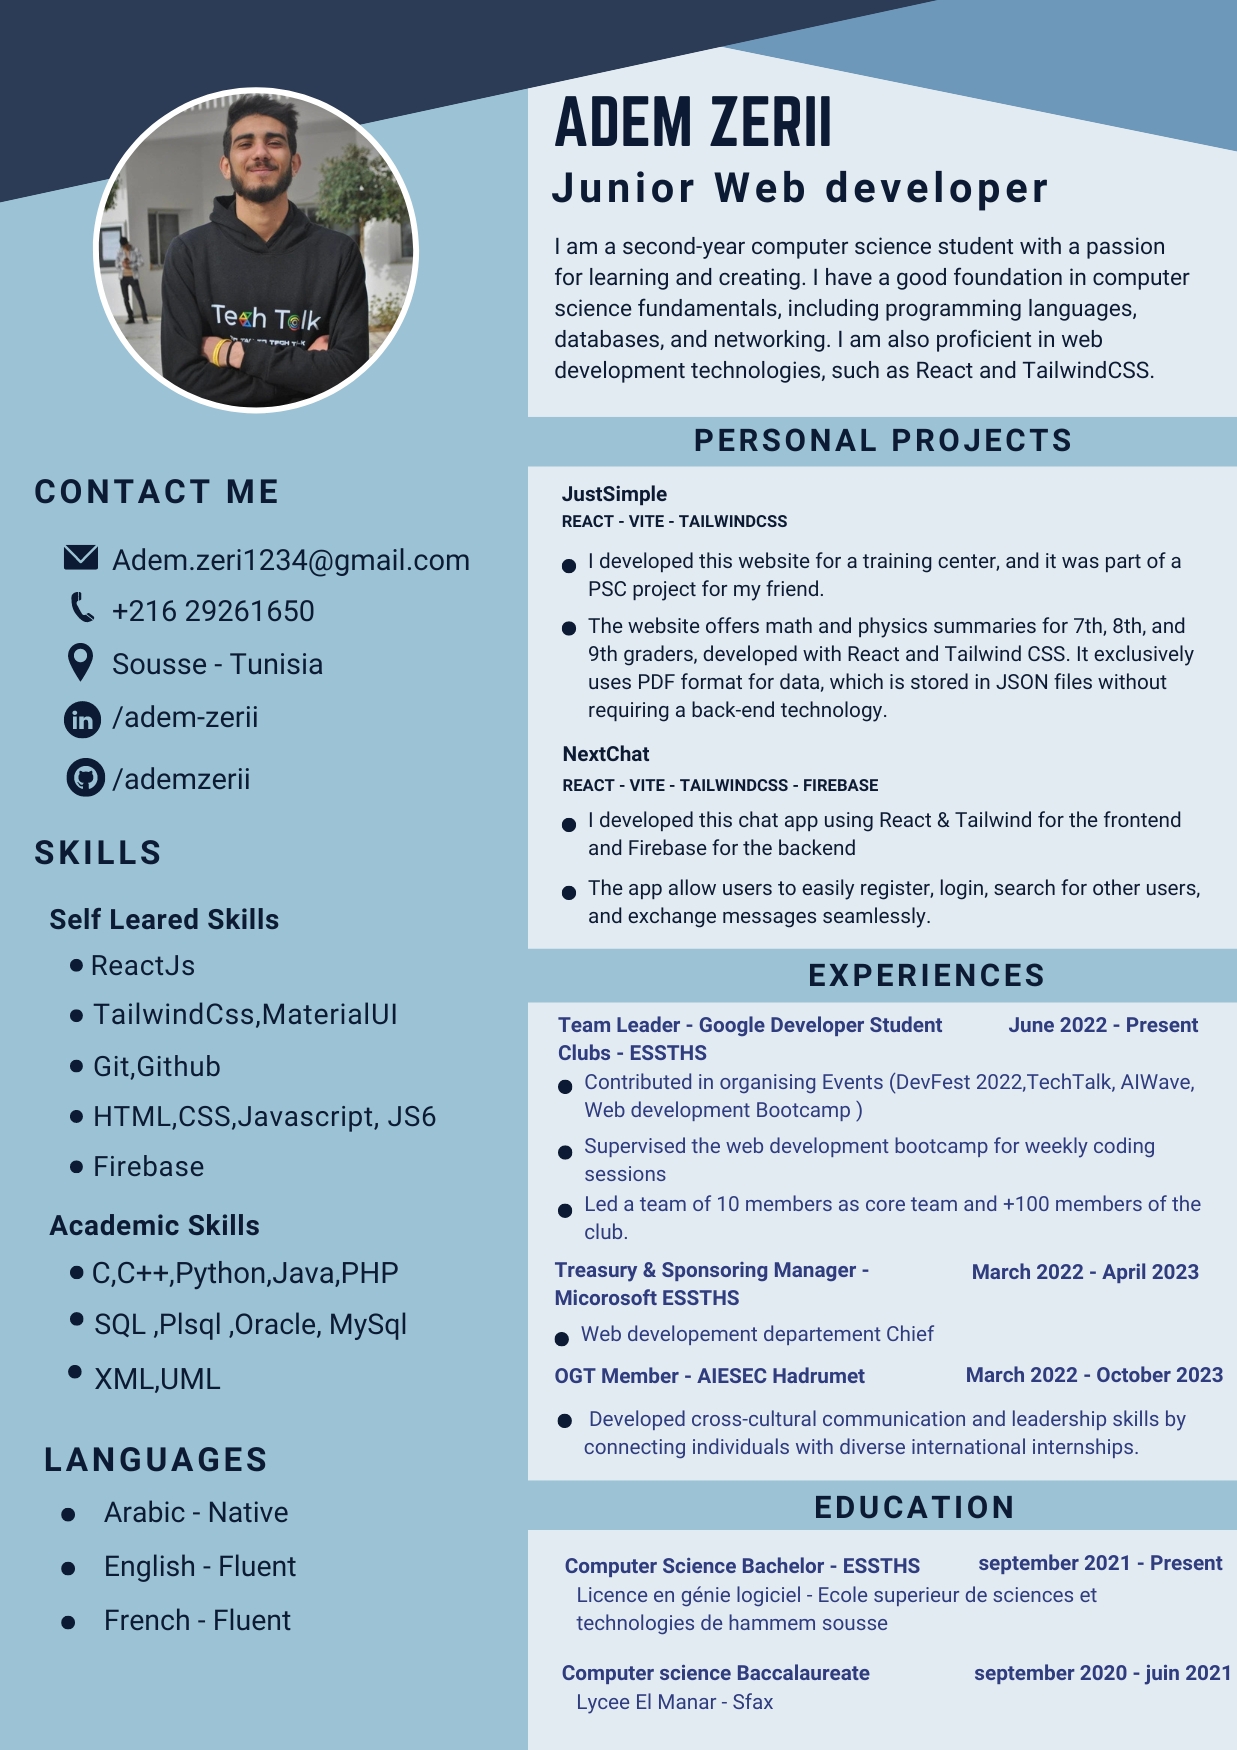 ADEM ZERII
Junior Web developer
I am a second-year computer science student with a passion
for learning and creating. I have a good foundation in computer
science fundamentals, including programming languages,
databases, and networking. I am also proficient in web
development technologies, such as React and TailwindCSS.
Tech Talk
CONTACT ME
Adem.zeri1234@gmail.com
+216 29261650
Sousse - Tunisia
in /adem-zerii
/ademzerii
SKILLS
Self Leared Skills
ReactJs
TailwindCss,MaterialUI
Git,Github
HTML,CSS,Javascript, JS6
Firebase
Academic Skills
C,C++,Python,Java,PHP
SQL ,Plsql ,Oracle, MySql
XML,UML
LANGUAGES
Arabic - Native
English - Fluent
French - Fluent
PERSONAL PROJECTS
JustSimple
REACT - VITE - TAILWINDCSS
I developed this website for a training center, and it was part of a
PSC project for my friend.
The website offers math and physics summaries for 7th, 8th, and
9th graders, developed with React and Tailwind CSS. It exclusively
uses PDF format for data, which is stored in JSON files without
requiring a back-end technology.
NextChat
REACT - VITE - TAILWINDCSS - FIREBASE
I developed this chat app using React & Tailwind for the frontend
and Firebase for the backend
The app allow users to easily register, login, search for other users,
and exchange messages seamlessly.
EXPERIENCES
Team Leader - Google Developer Student June 2022 - Present
Clubs - ESSTHS
Contributed in organising Events (DevFest 2022,TechTalk, AIWave,
Web development Bootcamp )
Supervised the web development bootcamp for weekly coding
sessions
Led a team of 10 members as core team and +100 members of the
club.
Treasury & Sponsoring Manager - March 2022 - April 2023
Micorosoft ESSTHS
Web developement departement Chief
OGT Member - AIESEC Hadrumet March 2022 - October 2023
Developed cross-cultural communication and leadership skills by
connecting individuals with diverse international internships.
EDUCATION
Computer Science Bachelor - ESSTHS september 2021 - Present
Licence en génie logiciel - Ecole superieur de sciences et
technologies de hammem sousse
Computer science Baccalaureate september 2020 - juin 2021
Lycee El Manar - Sfax